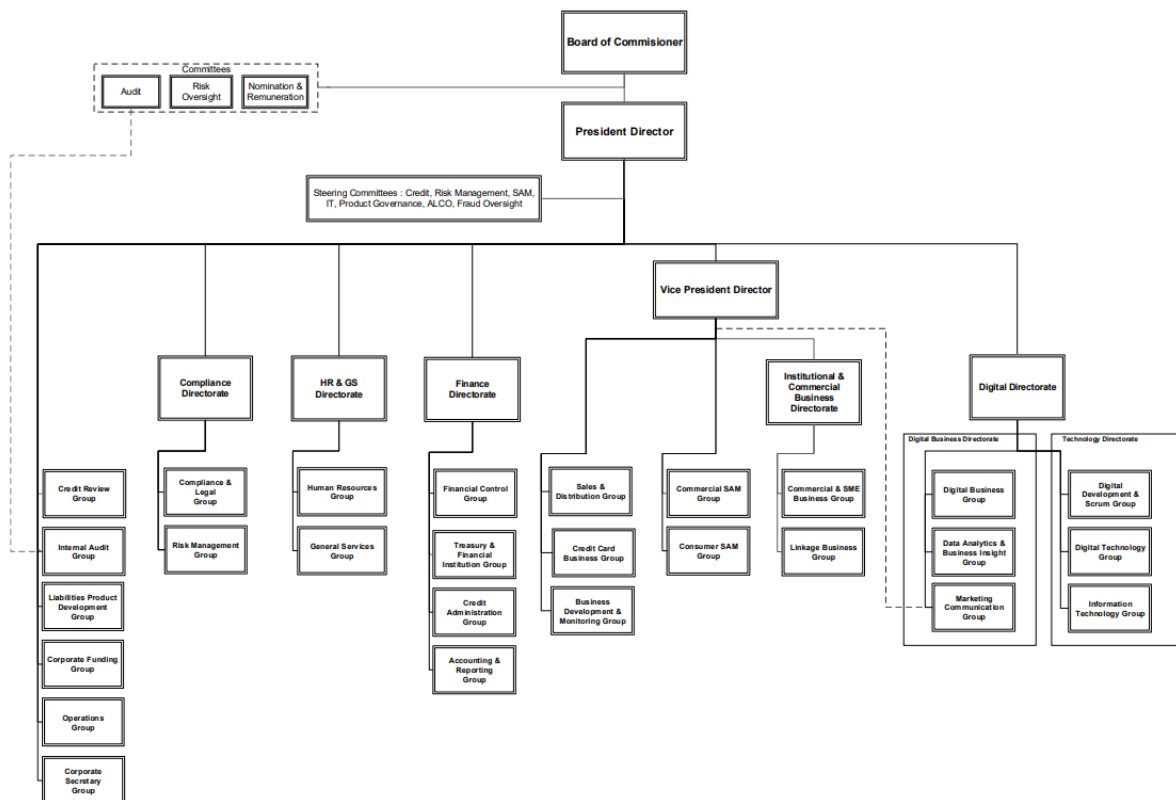 Board of Commisioner
Committees
Audit
Risk
Oversight
Nomination &
Remuneration
President Director
Steering Committees : Credit, Risk Management, SAM,
IT, Product Governance, ALCO, Fraud Oversight
Vice President Director
Compliance
Directorate
HR & GS
Directorate
Finance
Directorate
Institutional &
Commercial
Business
Directorate
Digital Directorate
Digital Business Directorate
Technology Directorate
Credit Review
Group
Internal Audit
Group
Liabilities Product
Development
Group
Corporate Funding
Group
Operations
Group
Corporate
Secretary
Group
Compliance &
Legal
Group
Risk Management
Group
Human Resources
Group
General Services
Group
Financial Control
Group
Treasury &
Financial
Institution Group
Credit
Administration
Group
Accounting &
Reporting
Group
Sales &
Distribution Group
Credit Card
Business Group
Business
Development &
Monitoring Group
Commercial SAM
Group
Consumer SAM
Group
Commercial & SME
Business Group
Linkage Business
Group
Digital Business
Group
Data Analytics &
Business Insight
Group
Marketing
Communication
Group
Digital
Development &
Scrum Group
Digital Technology
Group
Information
Technology Group